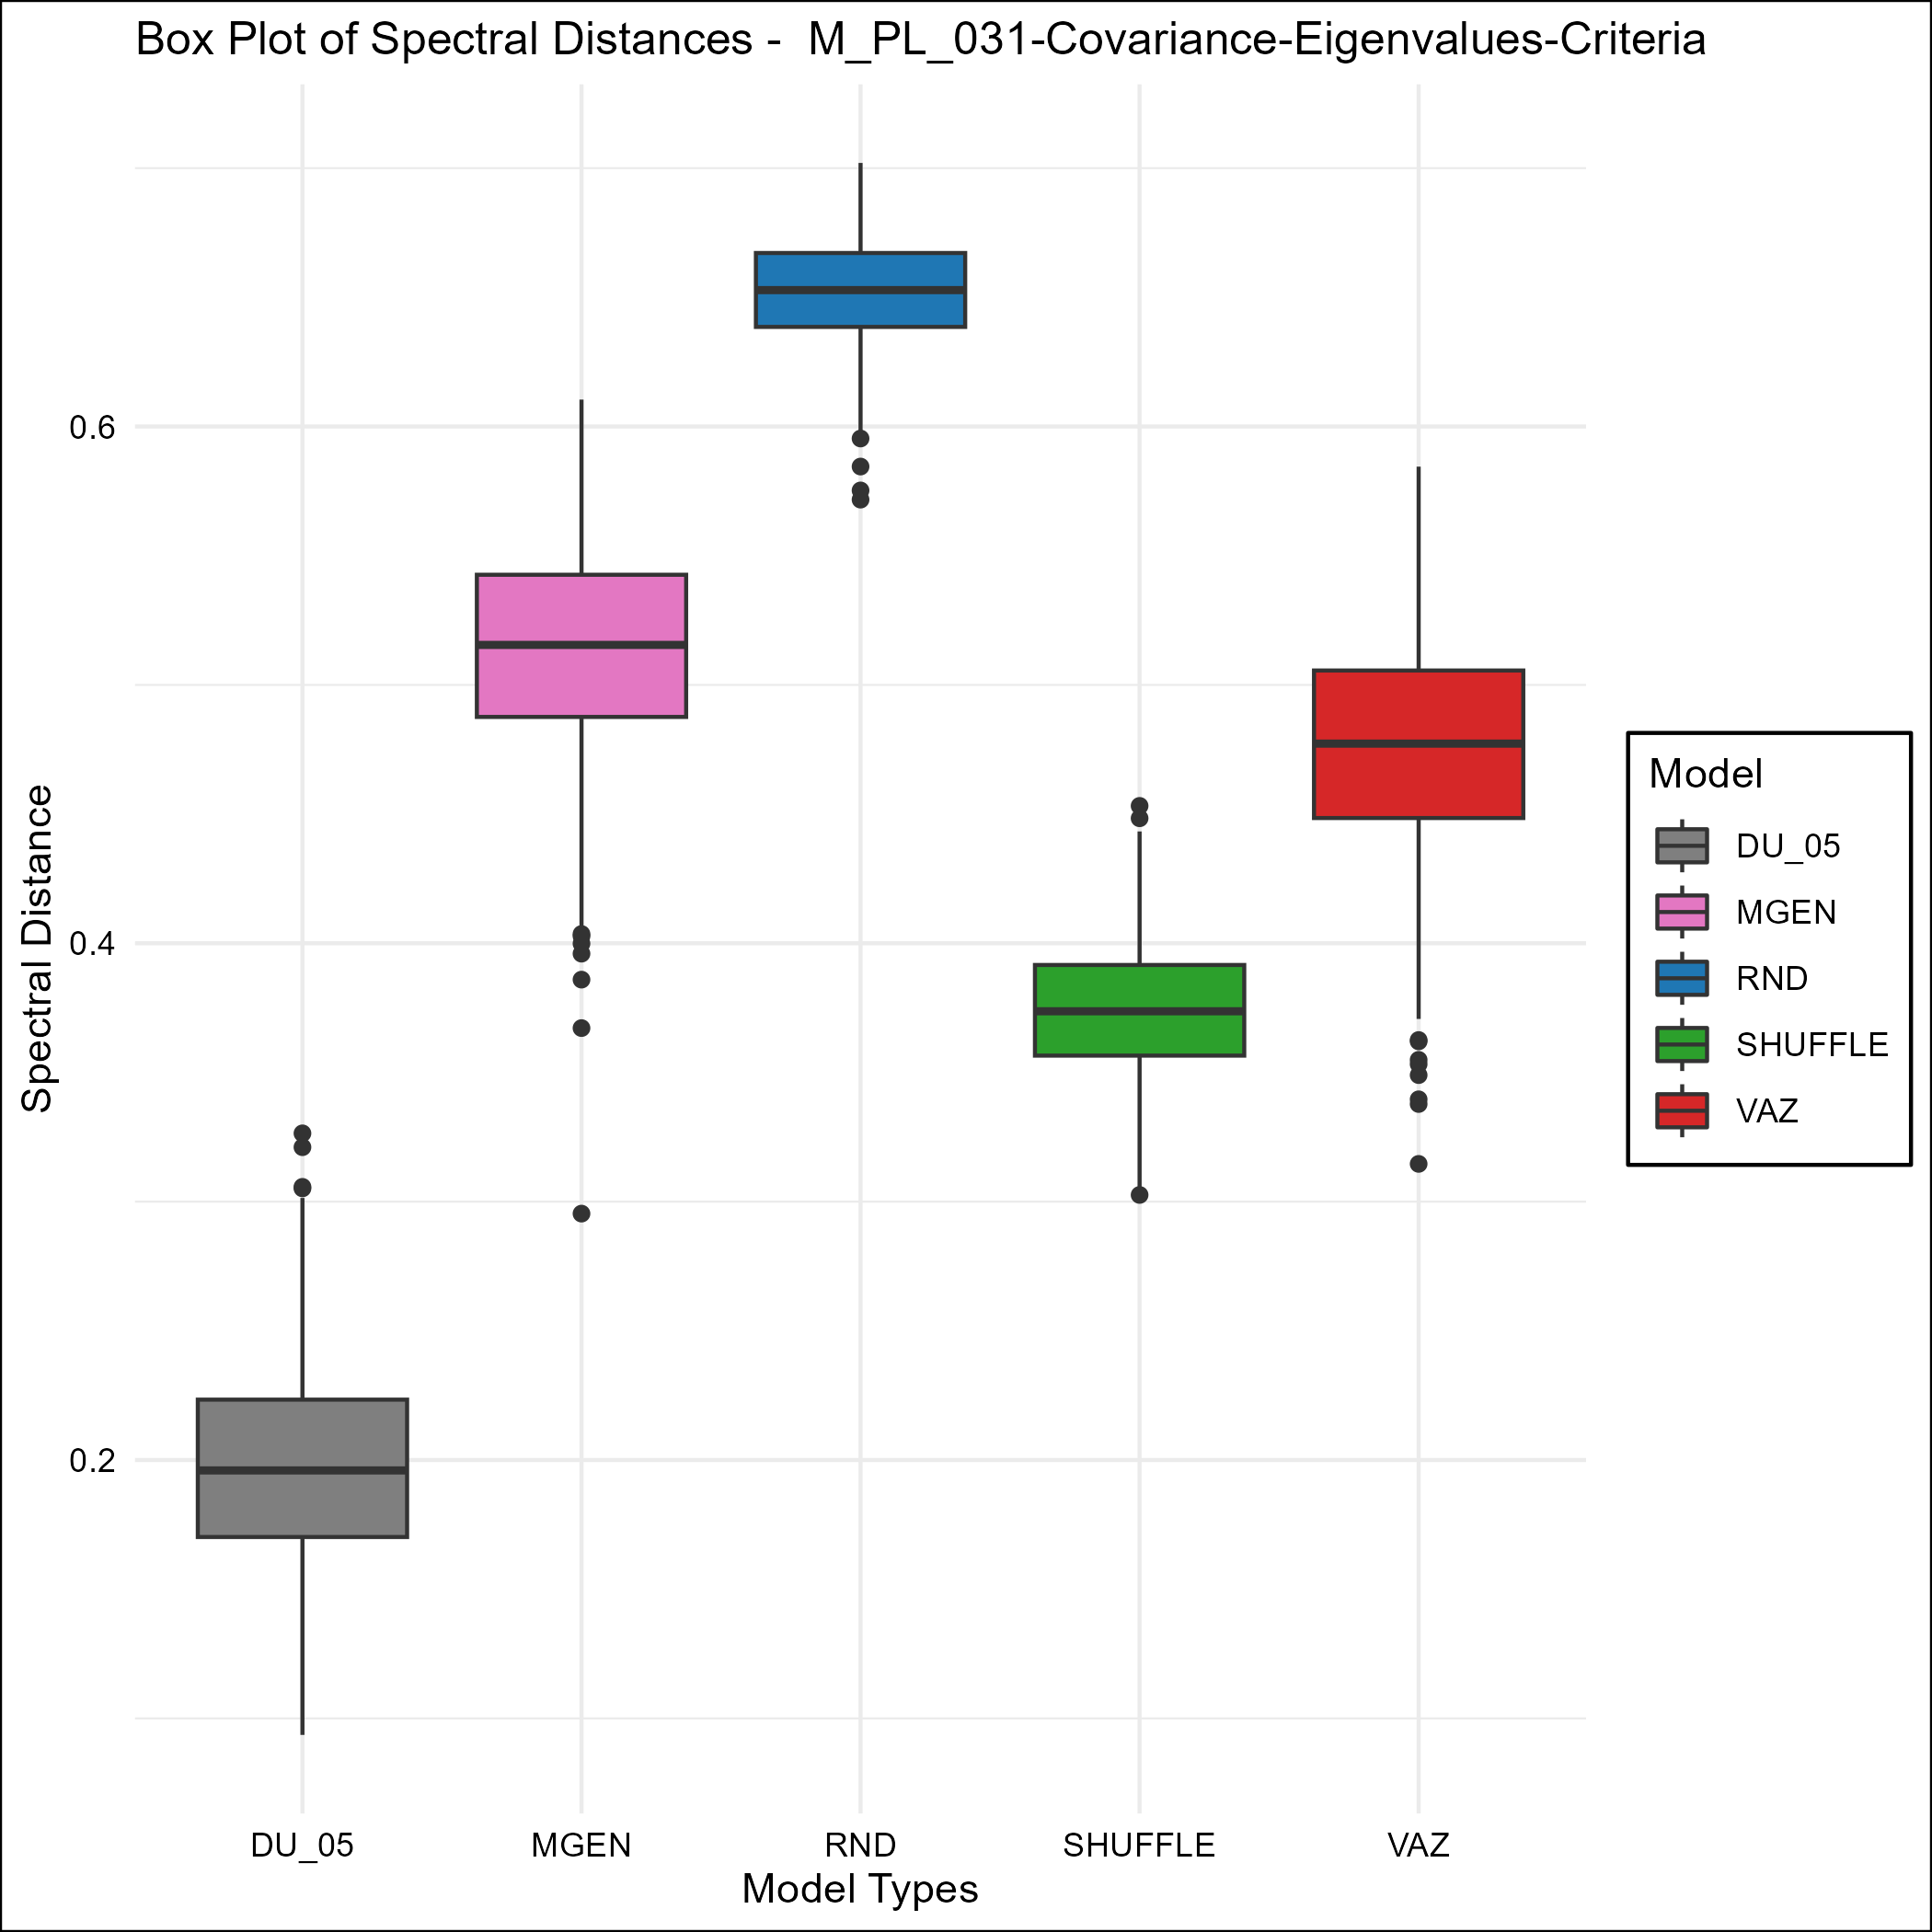 Box Plot of Spectral Distances -  M_PL_031-Covariance-Eigenvalues-Criteria
Spectral Distance
0.6
0.4
0.2
DU_05 MGEN RND SHUFFLE VAZ
Model Types
Model
DU_05
MGEN
RND
SHUFFLE
VAZ